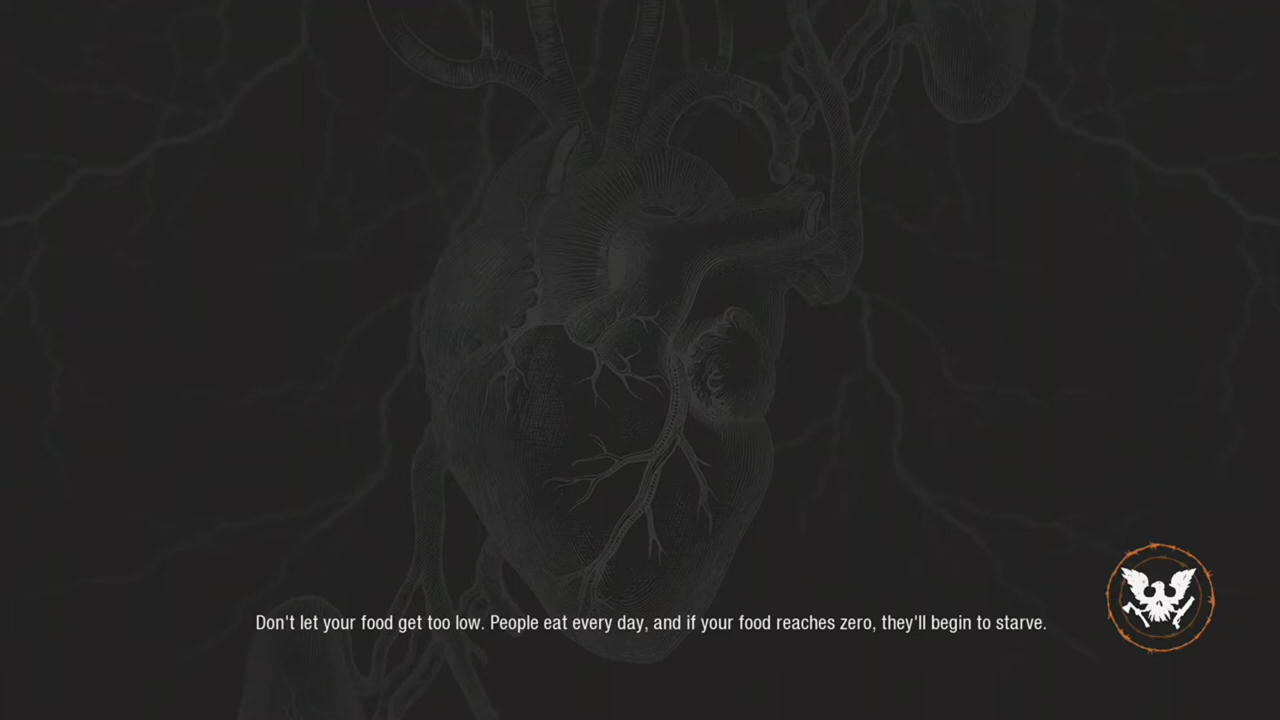 Don't let your food get too low. People eat every day, and if your food reaches zero, they'll begin to starve.